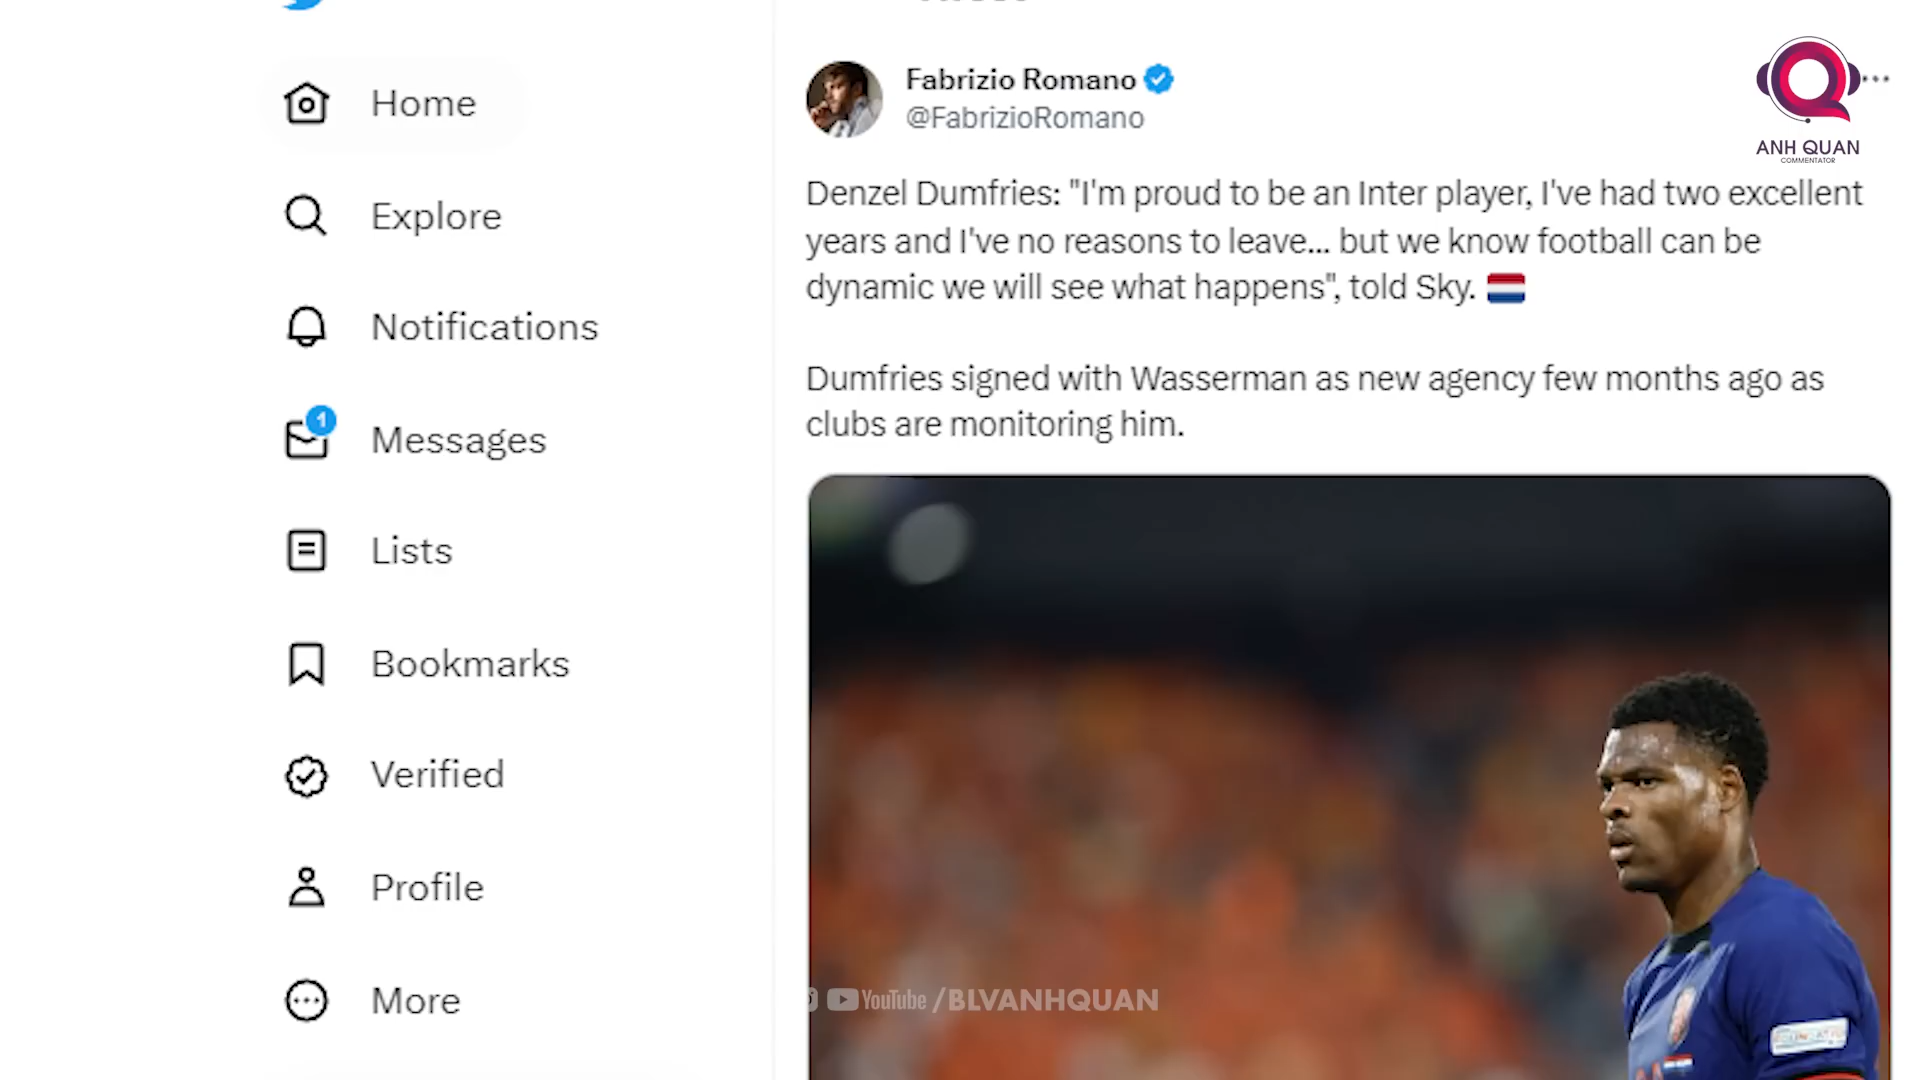 Home
Explore
Notifications
1
Messages
Lists
Bookmarks
Verified
Profile
More
Fabrizio Romano
@FabrizioRomano
ANH QUAN
COMMENTATOR
Denzel Dumfries: "I'm proud to be an Inter player, I've had two excellent
years and I've no reasons to leave... but we know football can be
dynamic we will see what happens", told Sky.
Dumfries signed with Wasserman as new agency few months ago as
clubs are monitoring him.
YouTube /BLVANHQUAN